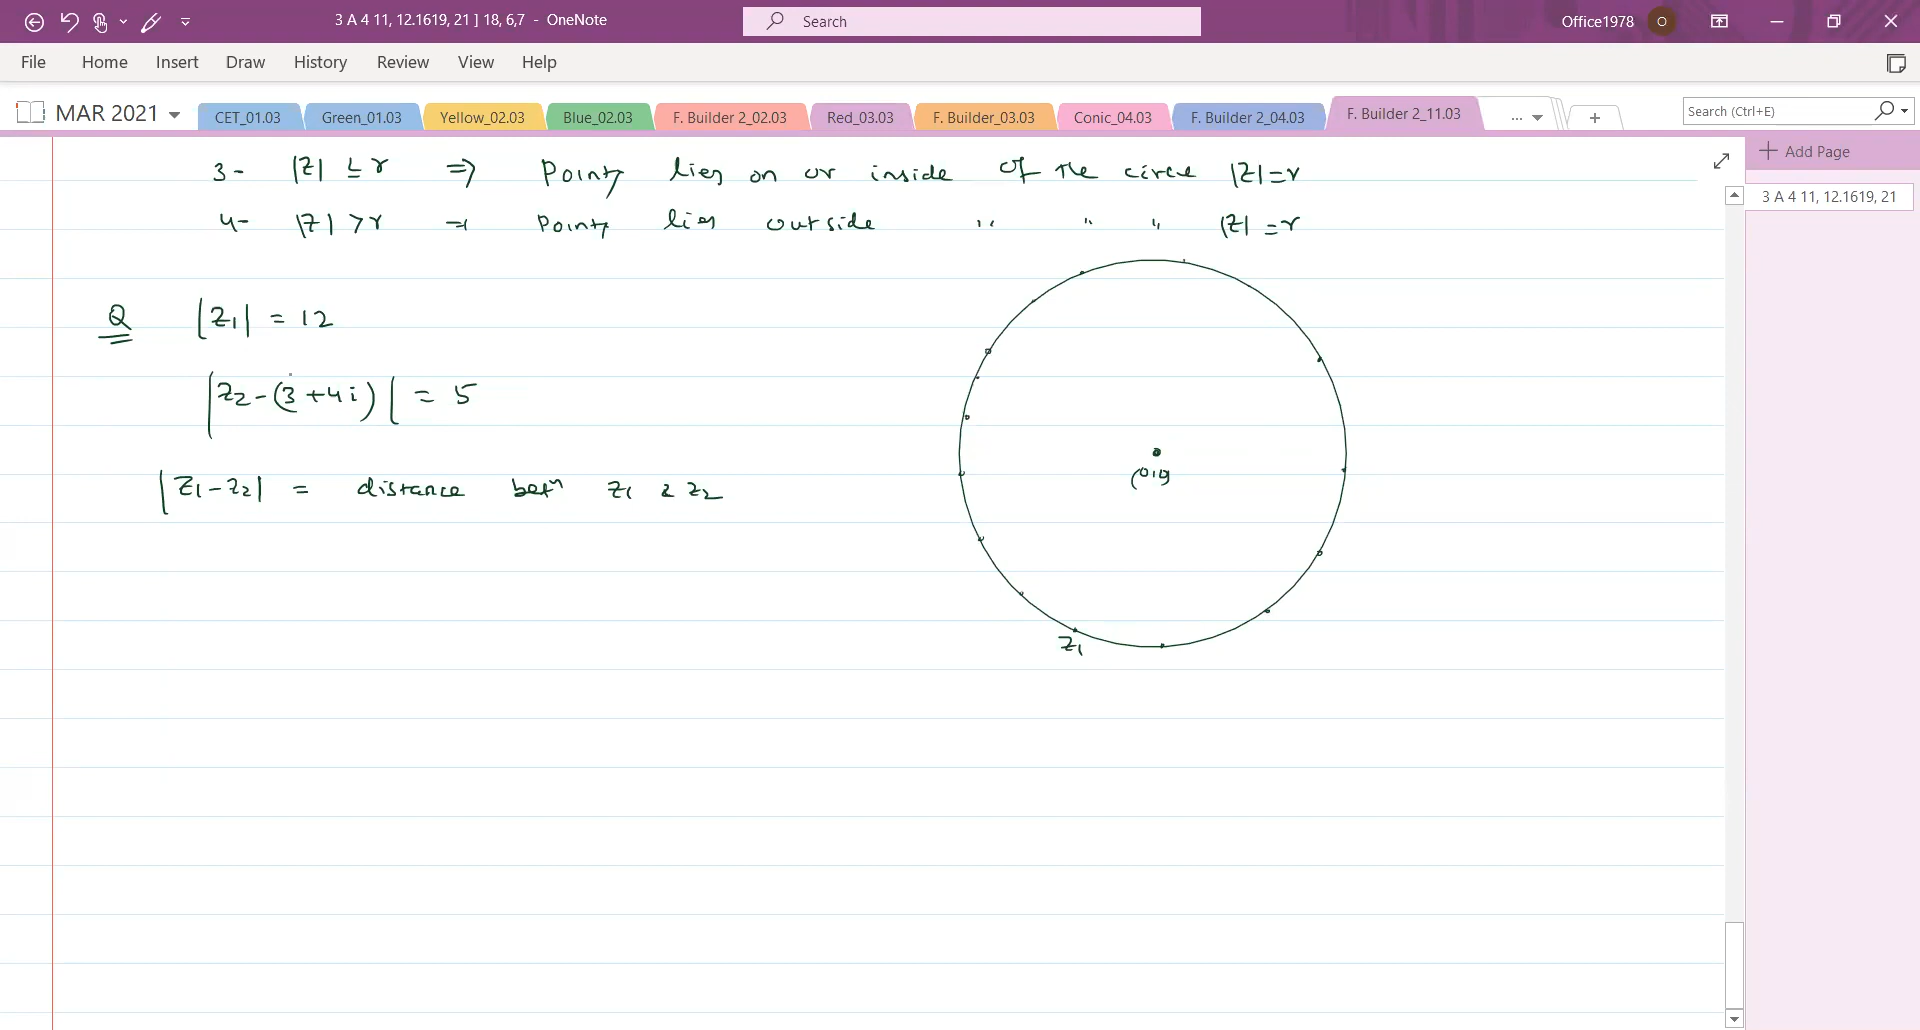 3 A 4 11, 12.1619, 21 ] 18, 6,7 - OneNote
Search
Office1978
O
File Home Insert Draw History Review View Help
MAR 2021
CET_01.03 Green_01.03 Yellow_02.03 Blue_02.03 F. Builder 2_02.03 Red_03.03 F. Builder_03.03 Conic_04.03 F. Builder 2_04.03 F. Builder 2_11.03 ... +
Search (Ctrl+E)
Add Page
3 A 4 11, 12.1619, 21
3- |Z| ≤ r ⇒ Points lies on or inside of the circle |Z|=r
4- |Z| > r ⇒ Points lies outside " " " |Z| = r
Q |Z₁| = 12
|Z₂-(3+4i)| = 5
|Z₁-Z₂| = distance betⁿ Z₁ & Z₂
(0,0)
Z₁